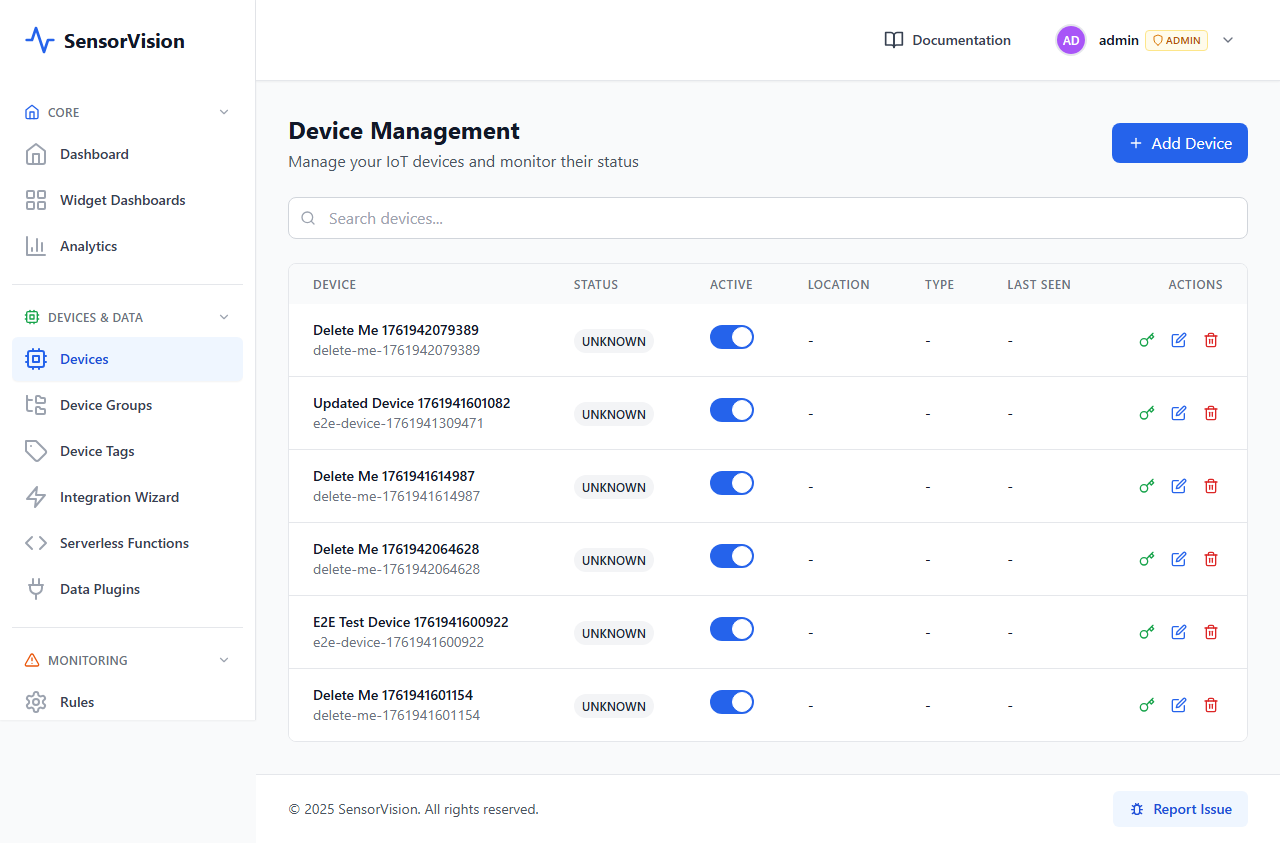 SensorVision
Documentation
AD
admin
ADMIN
CORE
Dashboard
Widget Dashboards
Analytics
DEVICES & DATA
Devices
Device Groups
Device Tags
Integration Wizard
Serverless Functions
Data Plugins
MONITORING
Rules
Device Management
Manage your IoT devices and monitor their status
+ Add Device
Search devices...
DEVICE STATUS ACTIVE LOCATION TYPE LAST SEEN ACTIONS
Delete Me 1761942079389
delete-me-1761942079389
UNKNOWN - - -
Updated Device 1761941601082
e2e-device-1761941309471
UNKNOWN - - -
Delete Me 1761941614987
delete-me-1761941614987
UNKNOWN - - -
Delete Me 1761942064628
delete-me-1761942064628
UNKNOWN - - -
E2E Test Device 1761941600922
e2e-device-1761941600922
UNKNOWN - - -
Delete Me 1761941601154
delete-me-1761941601154
UNKNOWN - - -
© 2025 SensorVision. All rights reserved.
Report Issue